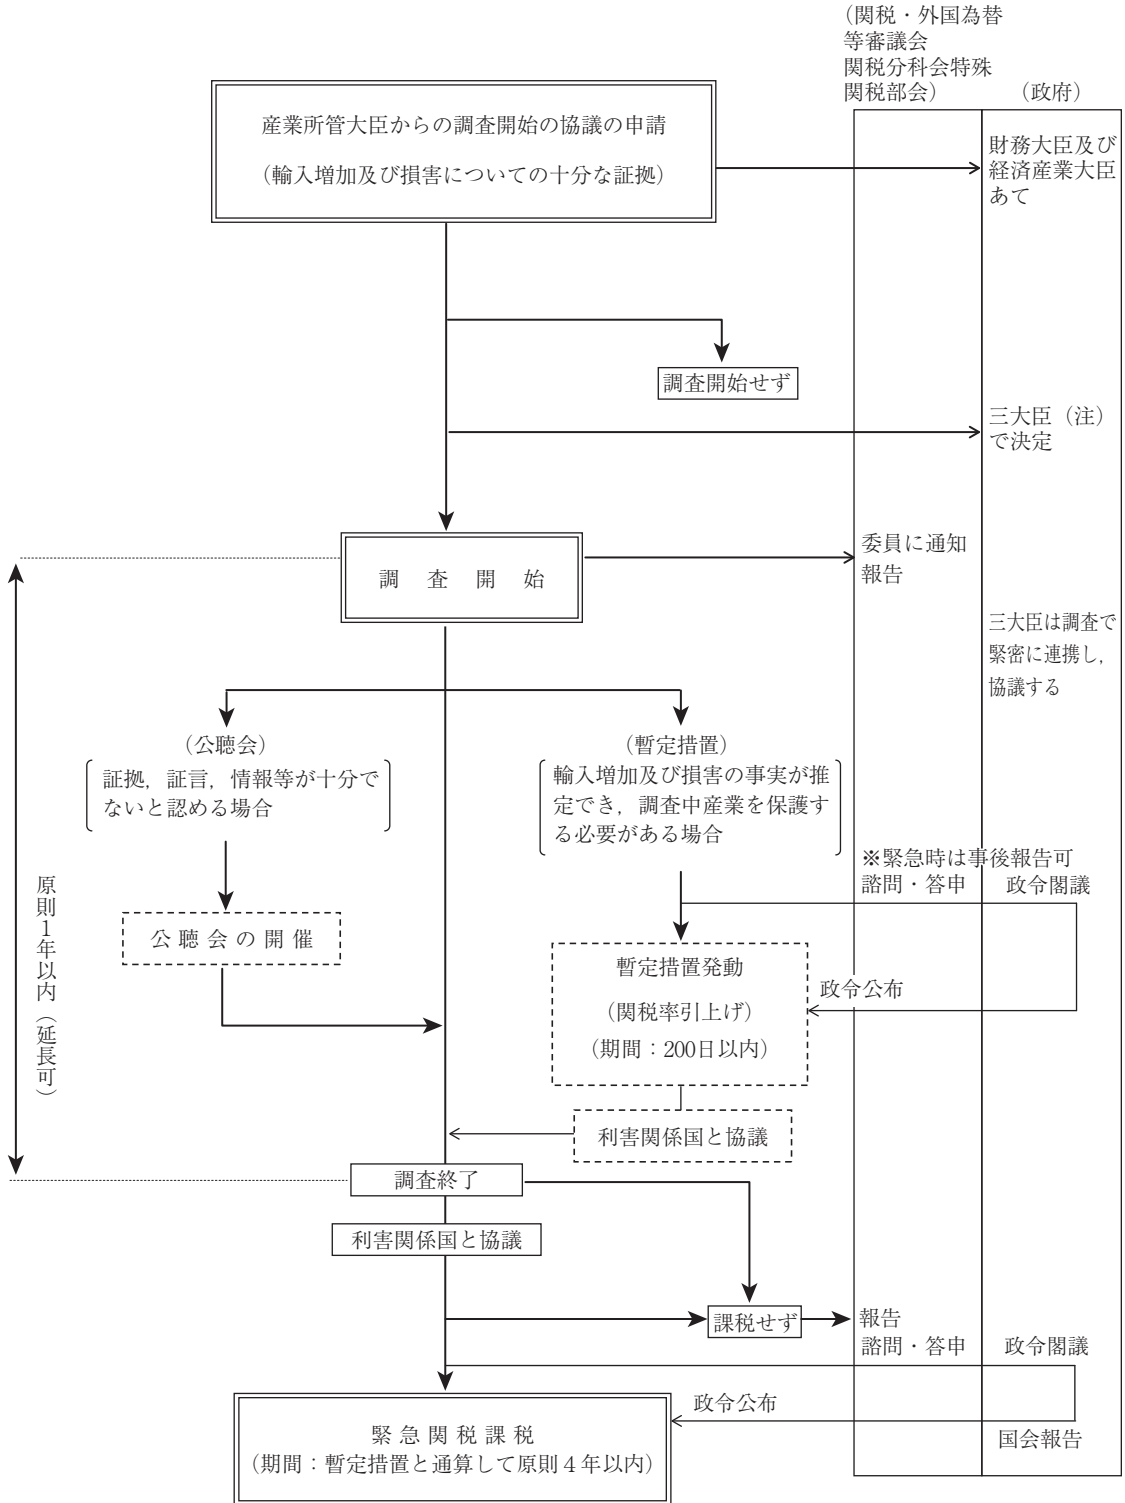 (関税・外国為替
等審議会
関税分科会特殊
関税部会)
(政府)
産業所管大臣からの調査開始の協議の申請
(輸入増加及び損害についての十分な証拠)
財務大臣及び
経済産業大臣
あて
調査開始せず
三大臣（注）
で決定
調査開始
委員に通知
報告
三大臣は調査で
緊密に連携し，
協議する
(公聴会)
証拠，証言，情報等が十分で
ないと認める場合
(暫定措置)
輸入増加及び損害の事実が推
定でき，調査中産業を保護す
る必要がある場合
※緊急時は事後報告可
諮問・答申
政令閣議
原則１年以内（延長可）
公聴会の開催
暫定措置発動
(関税率引上げ)
(期間：200日以内)
政令公布
利害関係国と協議
調査終了
利害関係国と協議
課税せず
報告
諮問・答申
政令閣議
政令公布
緊急関税課税
(期間：暫定措置と通算して原則４年以内)
国会報告